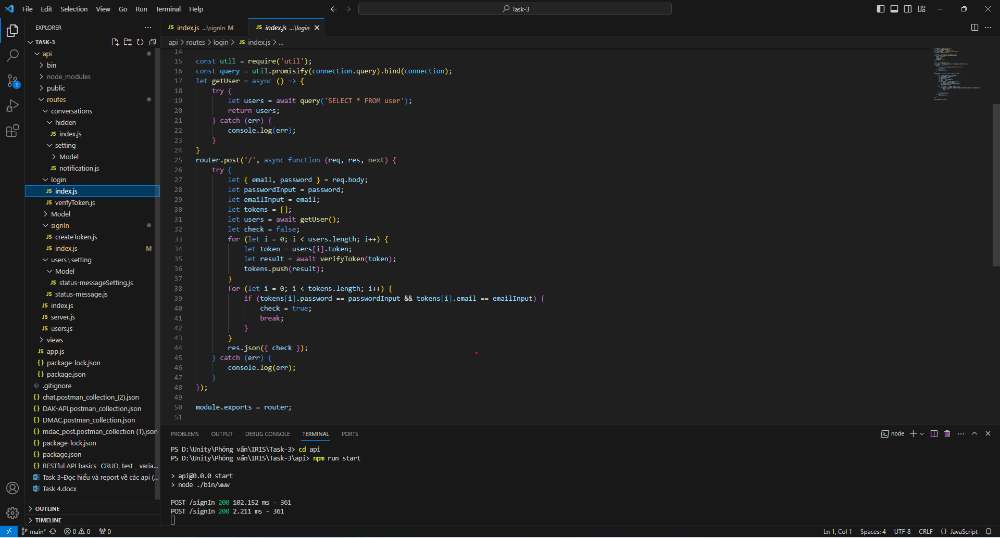 File Edit Selection View Go Run Terminal Help
Task-3
EXPLORER
TASK-3
api
bin
node_modules
public
routes
conversations
hidden
JS index.js
setting
Model
JS notification.js
login
JS index.js
JS verifyToken.js
Model
signIn
JS createToken.js
JS index.js M
users\setting
Model
JS status-messageSetting.js
JS status-message.js
JS index.js
JS server.js
JS users.js
views
JS app.js
{} package-lock.json
{} package.json
.gitignore
{} chat.postman_collection_(2).json
{} DAK-API.postman_collection.json
{} DMAC.postman_collection.json
{} mdac_post.postman_collection (1).json
{} package-lock.json
{} package.json
{} RESTful API basics- CRUD, test _ varia...
Task 3-Đọc hiểu và report về các api (...
Task 4.docx
OUTLINE
TIMELINE
1
JS index.js ...\signIn M
JS index.js ...\login
api > routes > login > JS index.js > ...
14
15 const util = require('util');
16 const query = util.promisify(connection.query).bind(connection);
17 let getUser = async () => {
18 try {
19 let users = await query('SELECT * FROM user');
20 return users;
21 } catch (err) {
22 console.log(err);
23 }
24 }
25 router.post('/', async function (req, res, next) {
26 try {
27 let { email, password } = req.body;
28 let passwordInput = password;
29 let emailInput = email;
30 let tokens = [];
31 let users = await getUser();
32 let check = false;
33 for (let i = 0; i < users.length; i++) {
34 let token = users[i].token;
35 let result = await verifyToken(token);
36 tokens.push(result);
37 }
38 for (let i = 0; i < tokens.length; i++) {
39 if (tokens[i].password == passwordInput && tokens[i].email == emailInput) {
40 check = true;
41 break;
42 }
43 }
44 res.json({ check });
45 } catch (err) {
46 console.log(err);
47 }
48 });
49
50 module.exports = router;
51
PROBLEMS OUTPUT DEBUG CONSOLE TERMINAL PORTS
node
PS D:\Unity\Phỏng vấn\IRIS\Task-3> cd api
PS D:\Unity\Phỏng vấn\IRIS\Task-3\api> npm run start
> api@0.0.0 start
> node ./bin/www
POST /signIn 200 102.152 ms - 361
POST /signIn 200 2.211 ms - 361
main* 0 0 0
Ln 1, Col 1 Spaces: 4 UTF-8 CRLF {} JavaScript